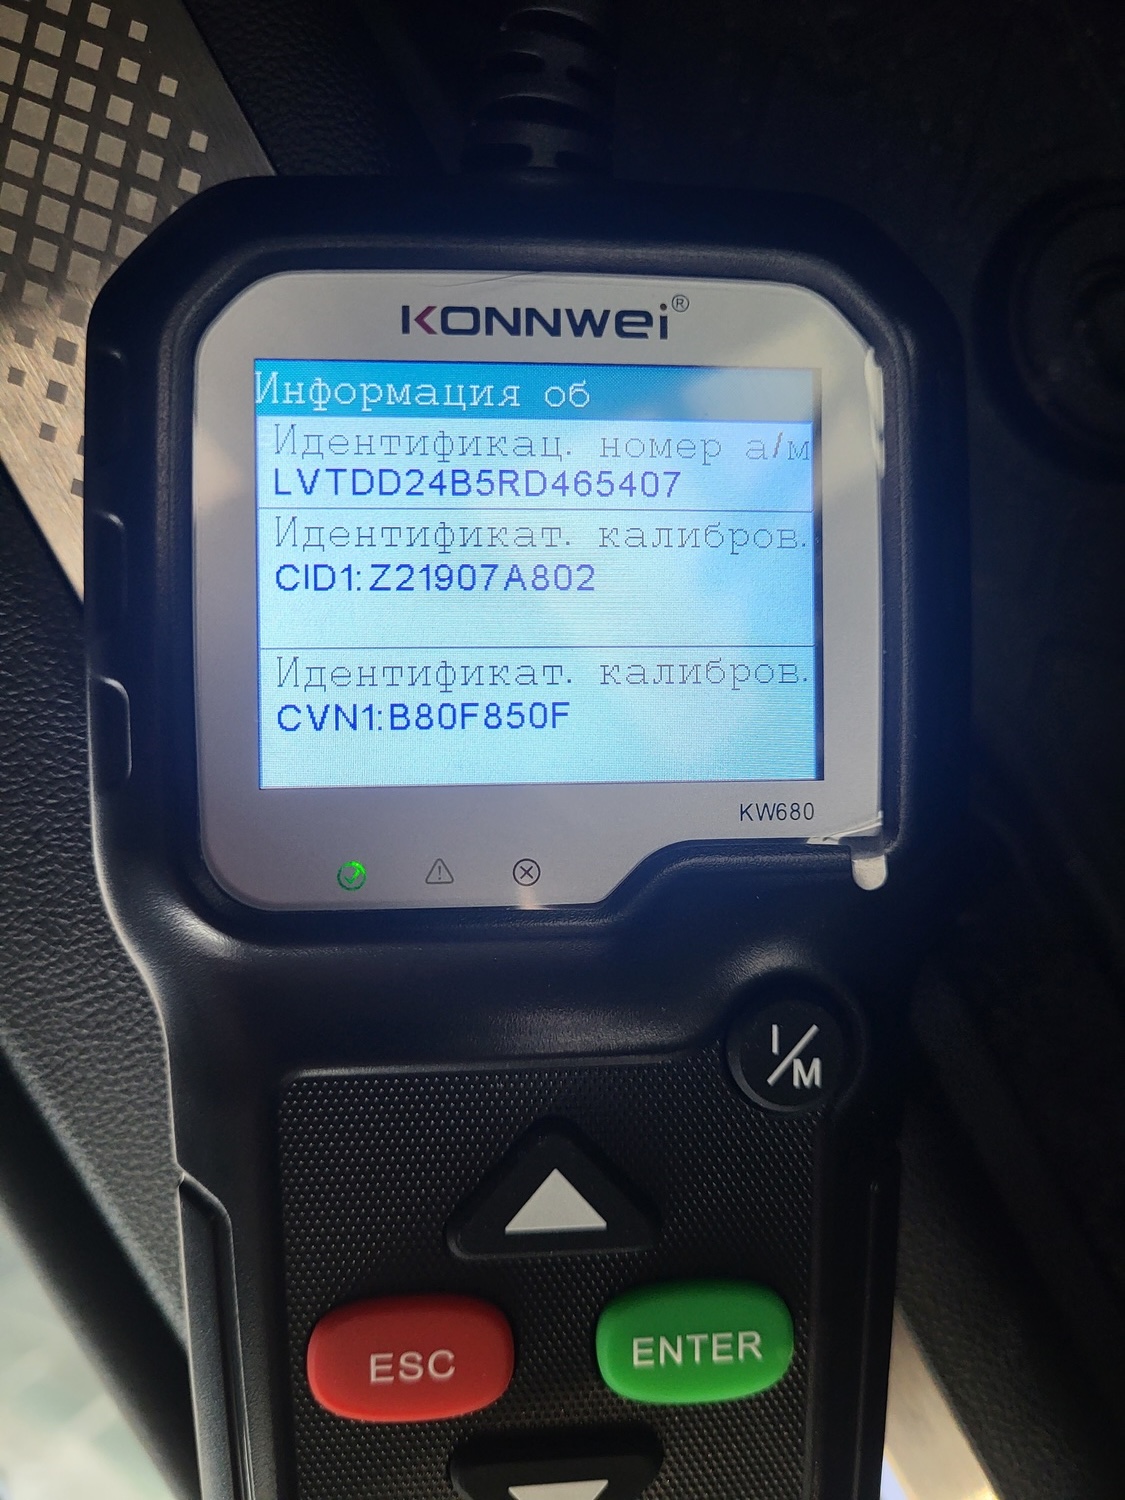 KONNWEI®
Информация об
Идентификац. номер а/м
LVTDD24B5RD465407
Идентификат. калибров.
CID1:Z21907A802
Идентификат. калибров.
CVN1:B80F850F
KW680
I/M
ESC
ENTER